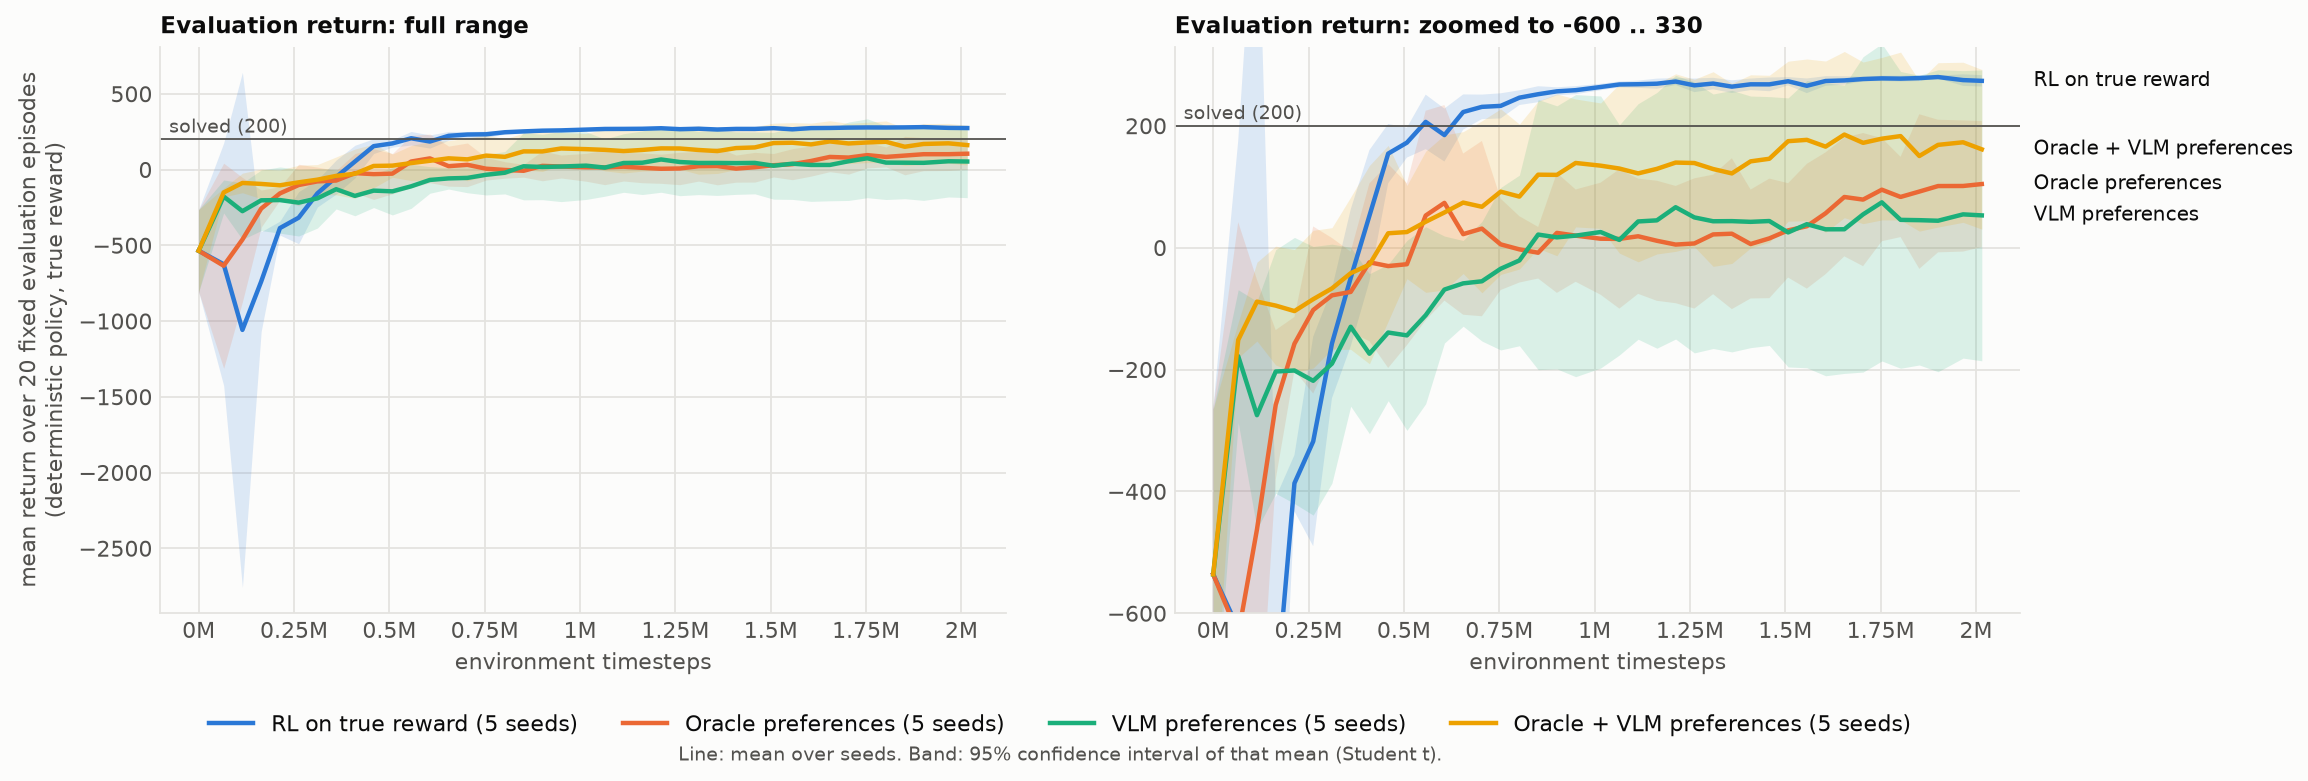 Evaluation return: full range
mean return over 20 fixed evaluation episodes
(deterministic policy, true reward)
500
0
−500
−1000
−1500
−2000
−2500
solved (200)
0M 0.25M 0.5M 0.75M 1M 1.25M 1.5M 1.75M 2M
environment timesteps
Evaluation return: zoomed to -600 .. 330
200
0
−200
−400
−600
solved (200)
0M 0.25M 0.5M 0.75M 1M 1.25M 1.5M 1.75M 2M
environment timesteps
RL on true reward
Oracle + VLM preferences
Oracle preferences
VLM preferences
RL on true reward (5 seeds) Oracle preferences (5 seeds) VLM preferences (5 seeds) Oracle + VLM preferences (5 seeds)
Line: mean over seeds. Band: 95% confidence interval of that mean (Student t).